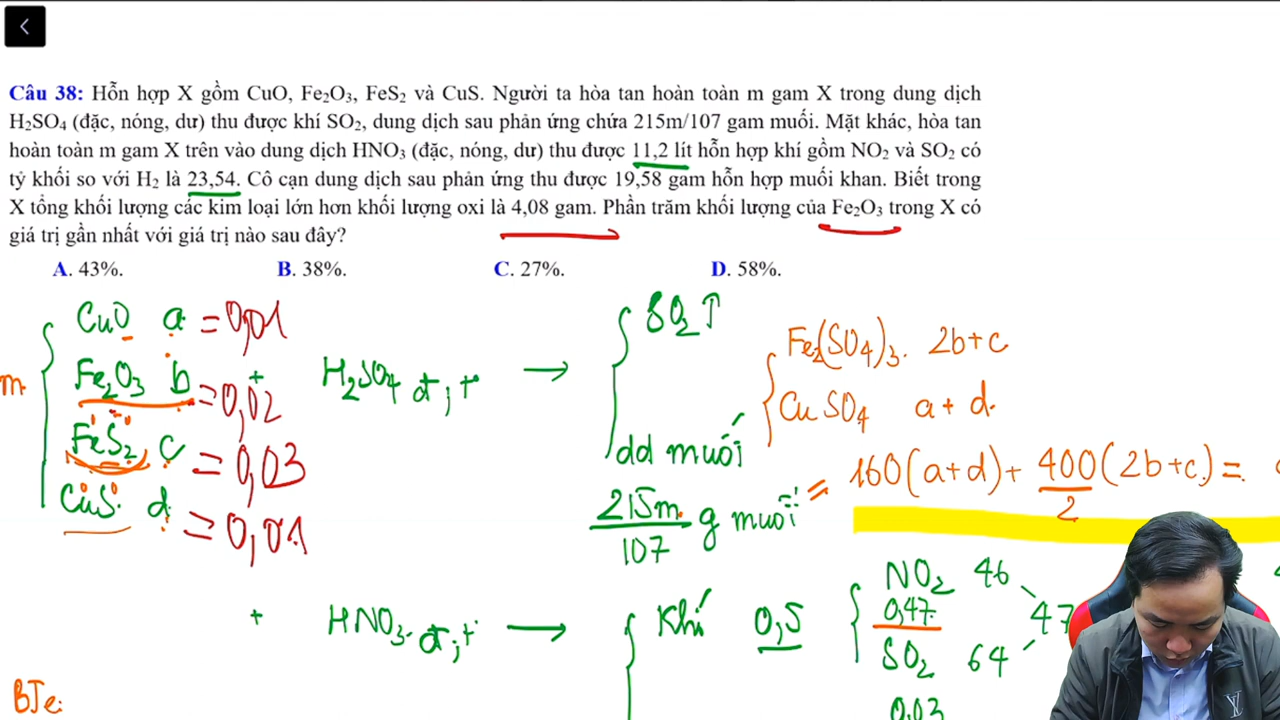 Câu 38: Hỗn hợp X gồm CuO, Fe₂O₃, FeS₂ và CuS. Người ta hòa tan hoàn toàn m gam X trong dung dịch
H₂SO₄ (đặc, nóng, dư) thu được khí SO₂, dung dịch sau phản ứng chứa 215m/107 gam muối. Mặt khác, hòa tan
hoàn toàn m gam X trên vào dung dịch HNO₃ (đặc, nóng, dư) thu được 11,2 lít hỗn hợp khí gồm NO₂ và SO₂ có
tỷ khối so với H₂ là 23,54. Cô cạn dung dịch sau phản ứng thu được 19,58 gam hỗn hợp muối khan. Biết trong
X tổng khối lượng các kim loại lớn hơn khối lượng oxi là 4,08 gam. Phần trăm khối lượng của Fe₂O₃ trong X có
giá trị gần nhất với giá trị nào sau đây?
A. 43%. B. 38%. C. 27%. D. 58%.
CuO a = 0,01
SO₂ ↑
Fe₂(SO₄)₃ 2b+c
m
Fe₂O₃ b = 0,02
+ H₂SO₄ đ, t →
CuSO₄ a + d
FeS₂ c = 0,03
dd muối
160(a+d) + 400/2 (2b+c) =
CuS d = 0,01
215m/107 g muối =
NO₂ 46
0,47
47
+ HNO₃ đ, t →
Khí 0,5
SO₂ 64
0,03
BTe: